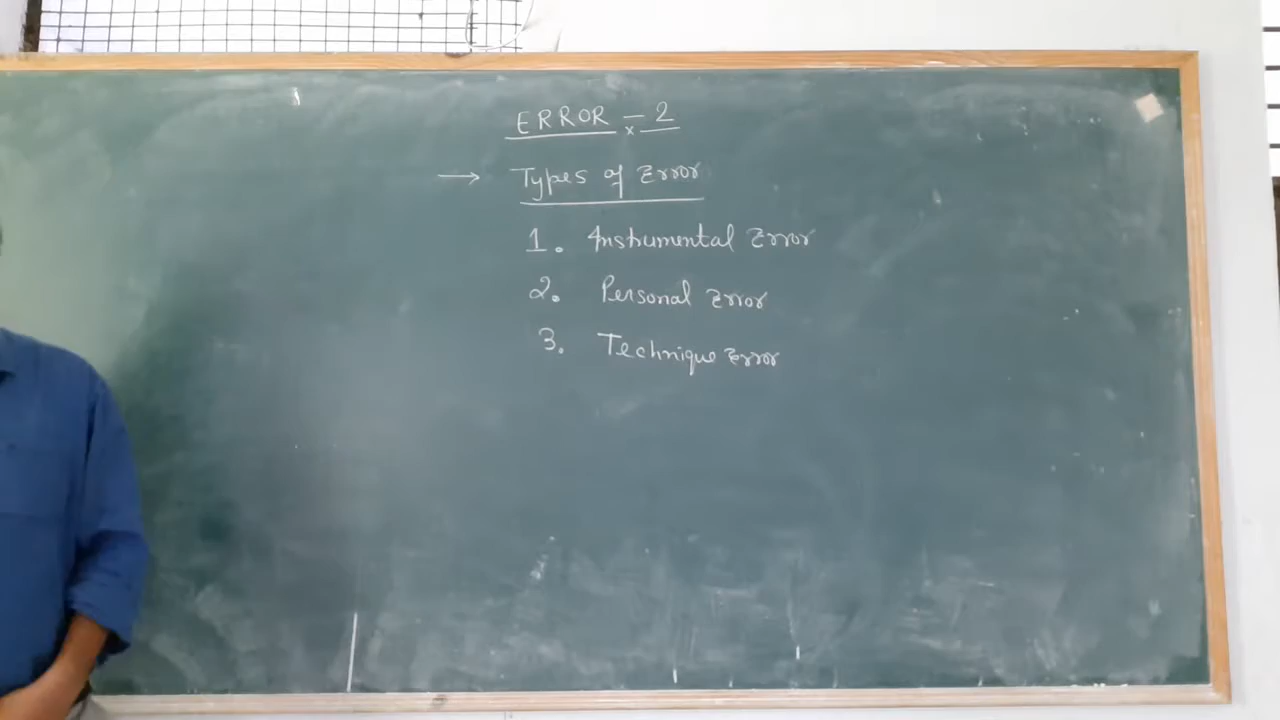 ERROR - 2
→ Types of Error
1. Instrumental Error
2. Personal Error
3. Technique Error